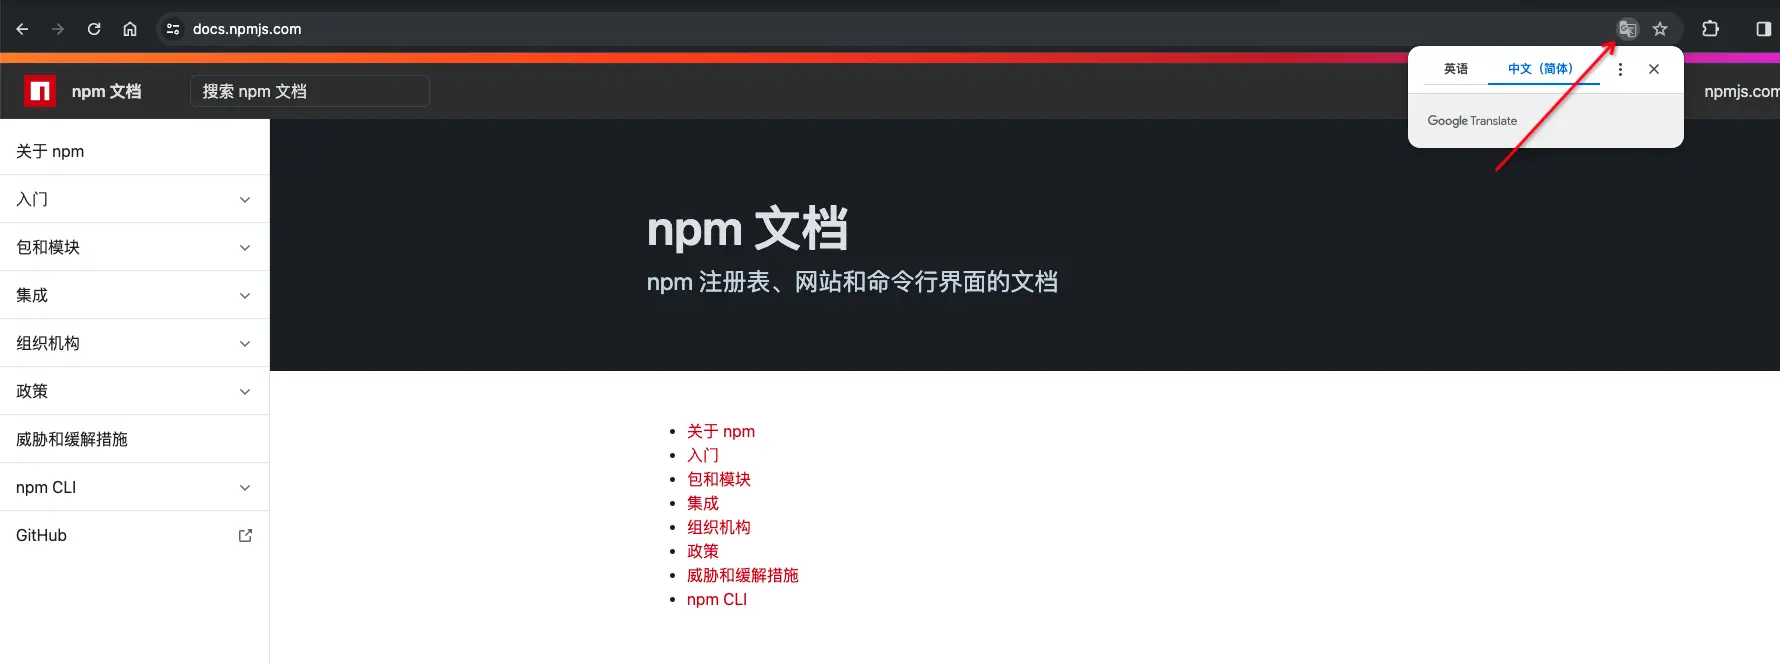 docs.npmjs.com
英语
中文（简体）
Google Translate
npm 文档
搜索 npm 文档
npmjs.com
关于 npm
入门
包和模块
集成
组织机构
政策
威胁和缓解措施
npm CLI
GitHub
npm 文档
npm 注册表、网站和命令行界面的文档
关于 npm
入门
包和模块
集成
组织机构
政策
威胁和缓解措施
npm CLI